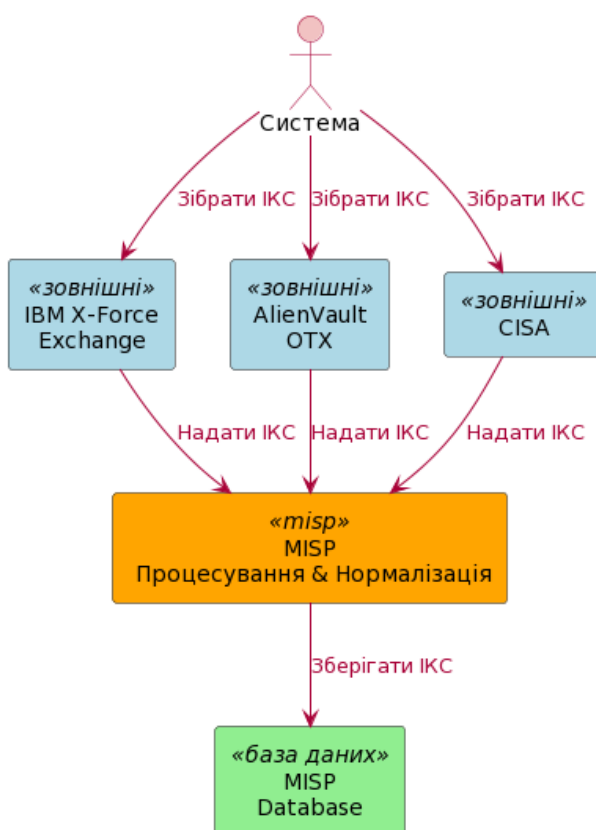 Система
Зібрати ІКС
Зібрати ІКС
Зібрати ІКС
«зовнішні»
IBM X-Force
Exchange
«зовнішні»
AlienVault
OTX
«зовнішні»
CISA
Надати ІКС
Надати ІКС
Надати ІКС
«misp»
MISP
Процесування & Нормалізація
Зберігати ІКС
«база даних»
MISP
Database